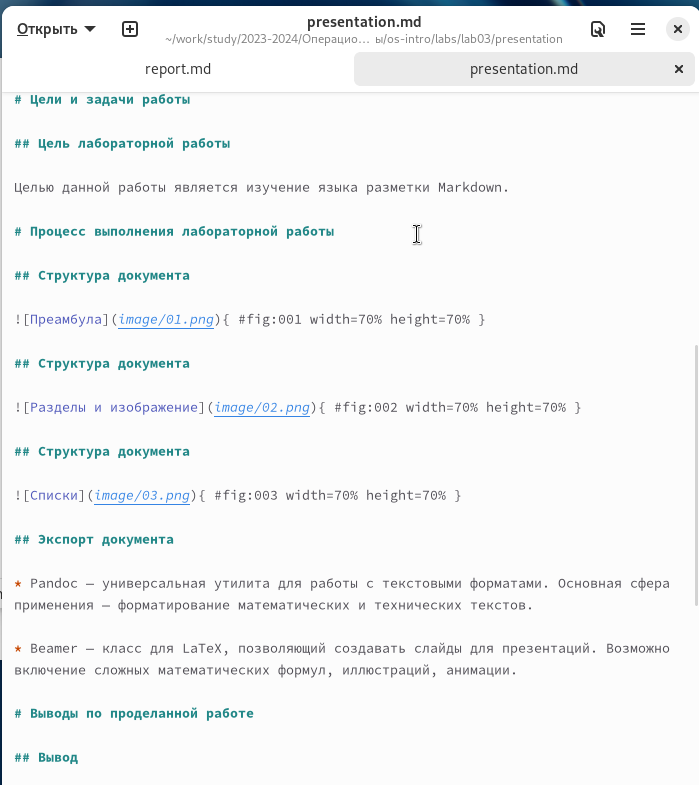 Открыть
presentation.md
~/work/study/2023-2024/Операцио… ы/os-intro/labs/lab03/presentation
report.md
presentation.md
# Цели и задачи работы
## Цель лабораторной работы
Целью данной работы является изучение языка разметки Markdown.
# Процесс выполнения лабораторной работы
## Структура документа
![Преамбула](image/01.png){ #fig:001 width=70% height=70% }
## Структура документа
![Разделы и изображение](image/02.png){ #fig:002 width=70% height=70% }
## Структура документа
![Списки](image/03.png){ #fig:003 width=70% height=70% }
## Экспорт документа
* Pandoc — универсальная утилита для работы с текстовыми форматами. Основная сфера
применения — форматирование математических и технических текстов.
* Beamer — класс для LaTeX, позволяющий создавать слайды для презентаций. Возможно
включение сложных математических формул, иллюстраций, анимации.
# Выводы по проделанной работе
## Вывод